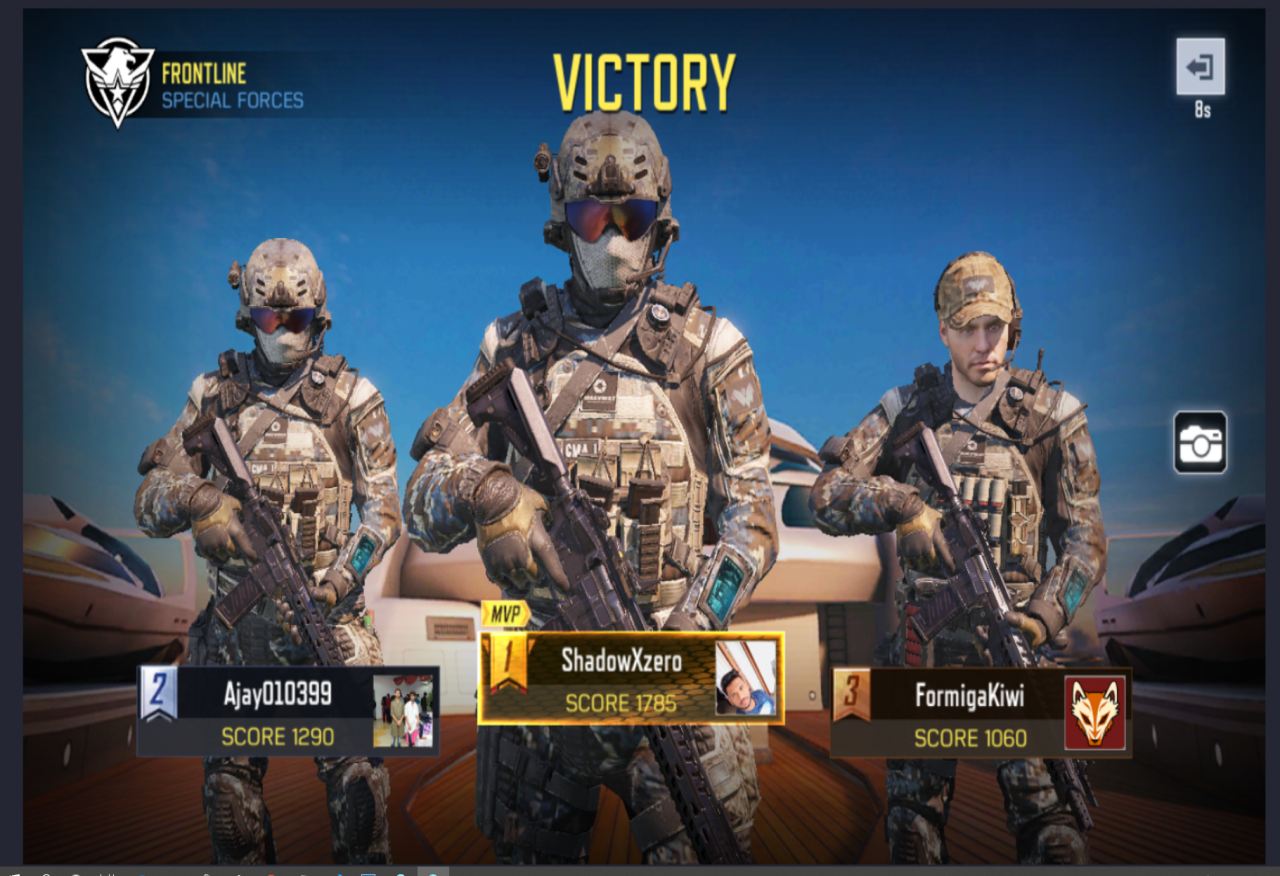 FRONTLINE
SPECIAL FORCES
VICTORY
8s
MVP
1
ShadowXzero
SCORE 1785
2
Ajay010399
SCORE 1290
3
FormigaKiwi
SCORE 1060